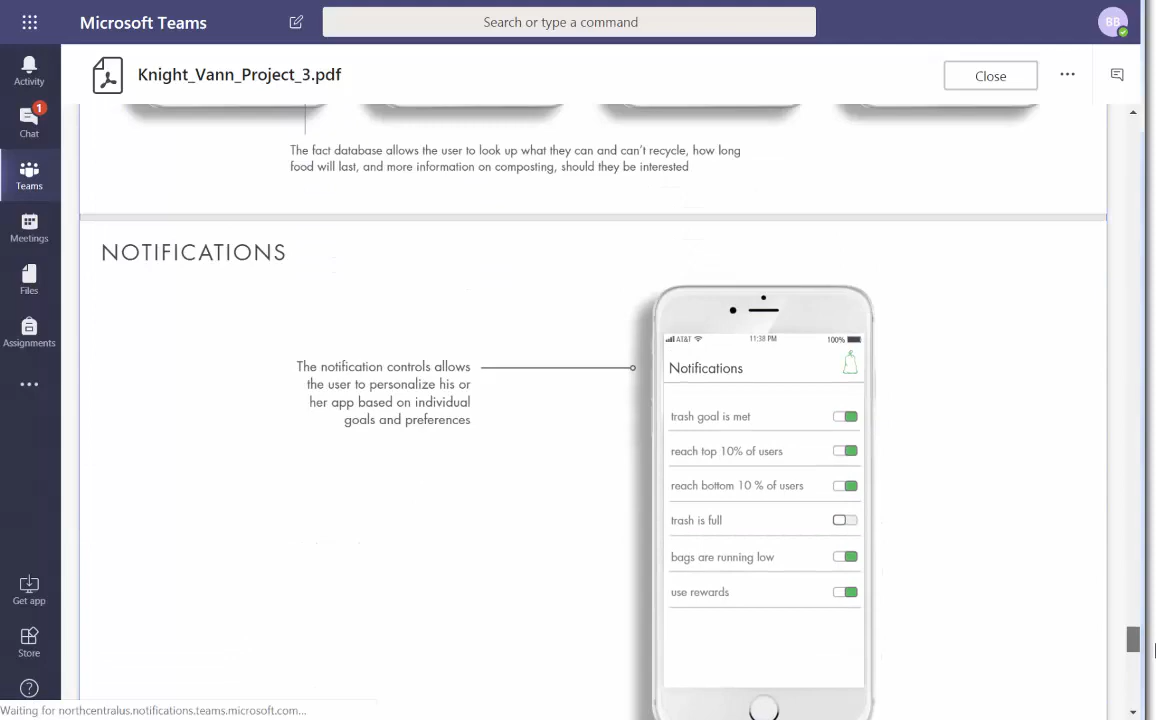 Microsoft Teams
Search or type a command
BB
Activity
Knight_Vann_Project_3.pdf
Close
1
Chat
Teams
Meetings
Files
Assignments
Get app
Store
The fact database allows the user to look up what they can and can't recycle, how long
food will last, and more information on composting, should they be interested
NOTIFICATIONS
The notification controls allows
the user to personalize his or
her app based on individual
goals and preferences
AT&T
11:38 PM
100%
Notifications
trash goal is met
reach top 10% of users
reach bottom 10 % of users
trash is full
bags are running low
use rewards
Waiting for northcentralus.notifications.teams.microsoft.com...